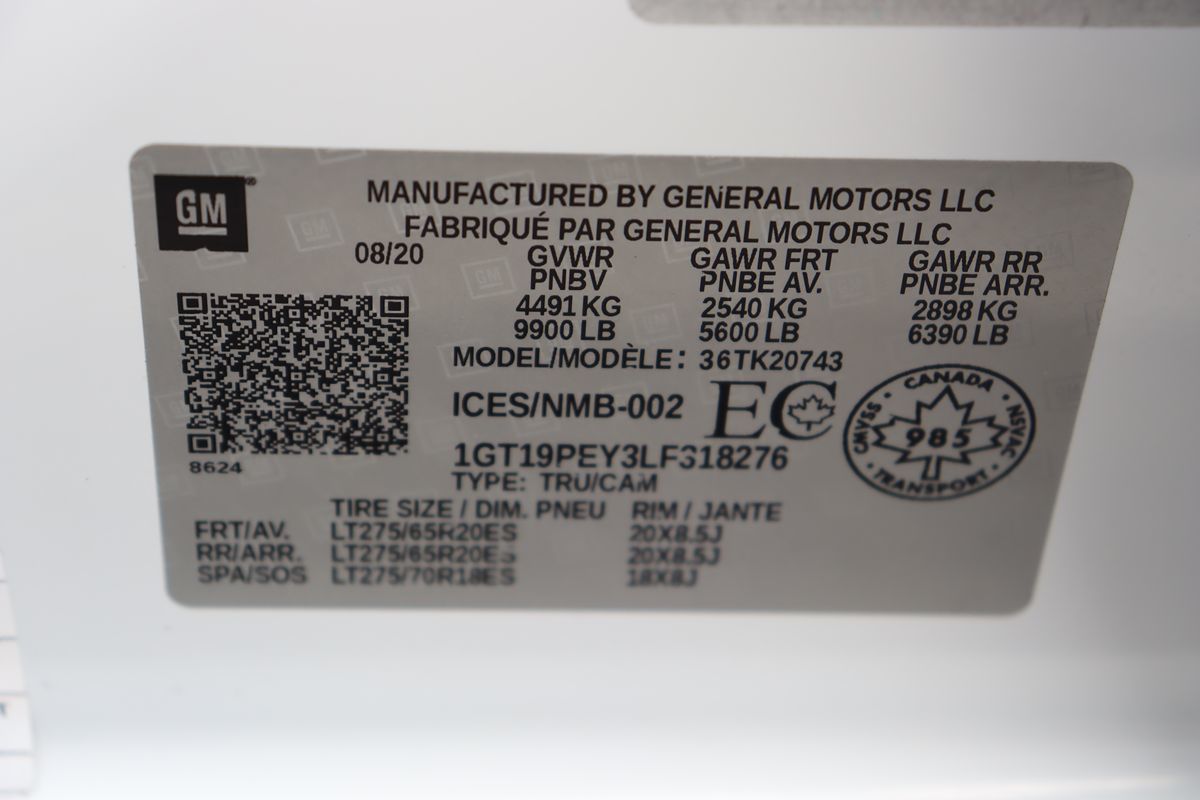 GM
MANUFACTURED BY GENERAL MOTORS LLC
FABRIQUÉ PAR GENERAL MOTORS LLC
08/20 GVWR GAWR FRT GAWR RR
PNBV PNBE AV. PNBE ARR.
4491 KG 2540 KG 2898 KG
9900 LB 5600 LB 6390 LB
MODEL/MODÈLE: 36TK20743
ICES/NMB-002 EC
CANADA
CMVSS 985 NSVAC
TRANSPORT
8624
1GT19PEY3LF318276
TYPE: TRU/CAM
TIRE SIZE / DIM. PNEU RIM / JANTE
FRT/AV. LT275/65R20ES 20X8.5J
RR/ARR. LT275/65R20ES 20X8.5J
SPA/SOS LT275/70R18ES 18X8J